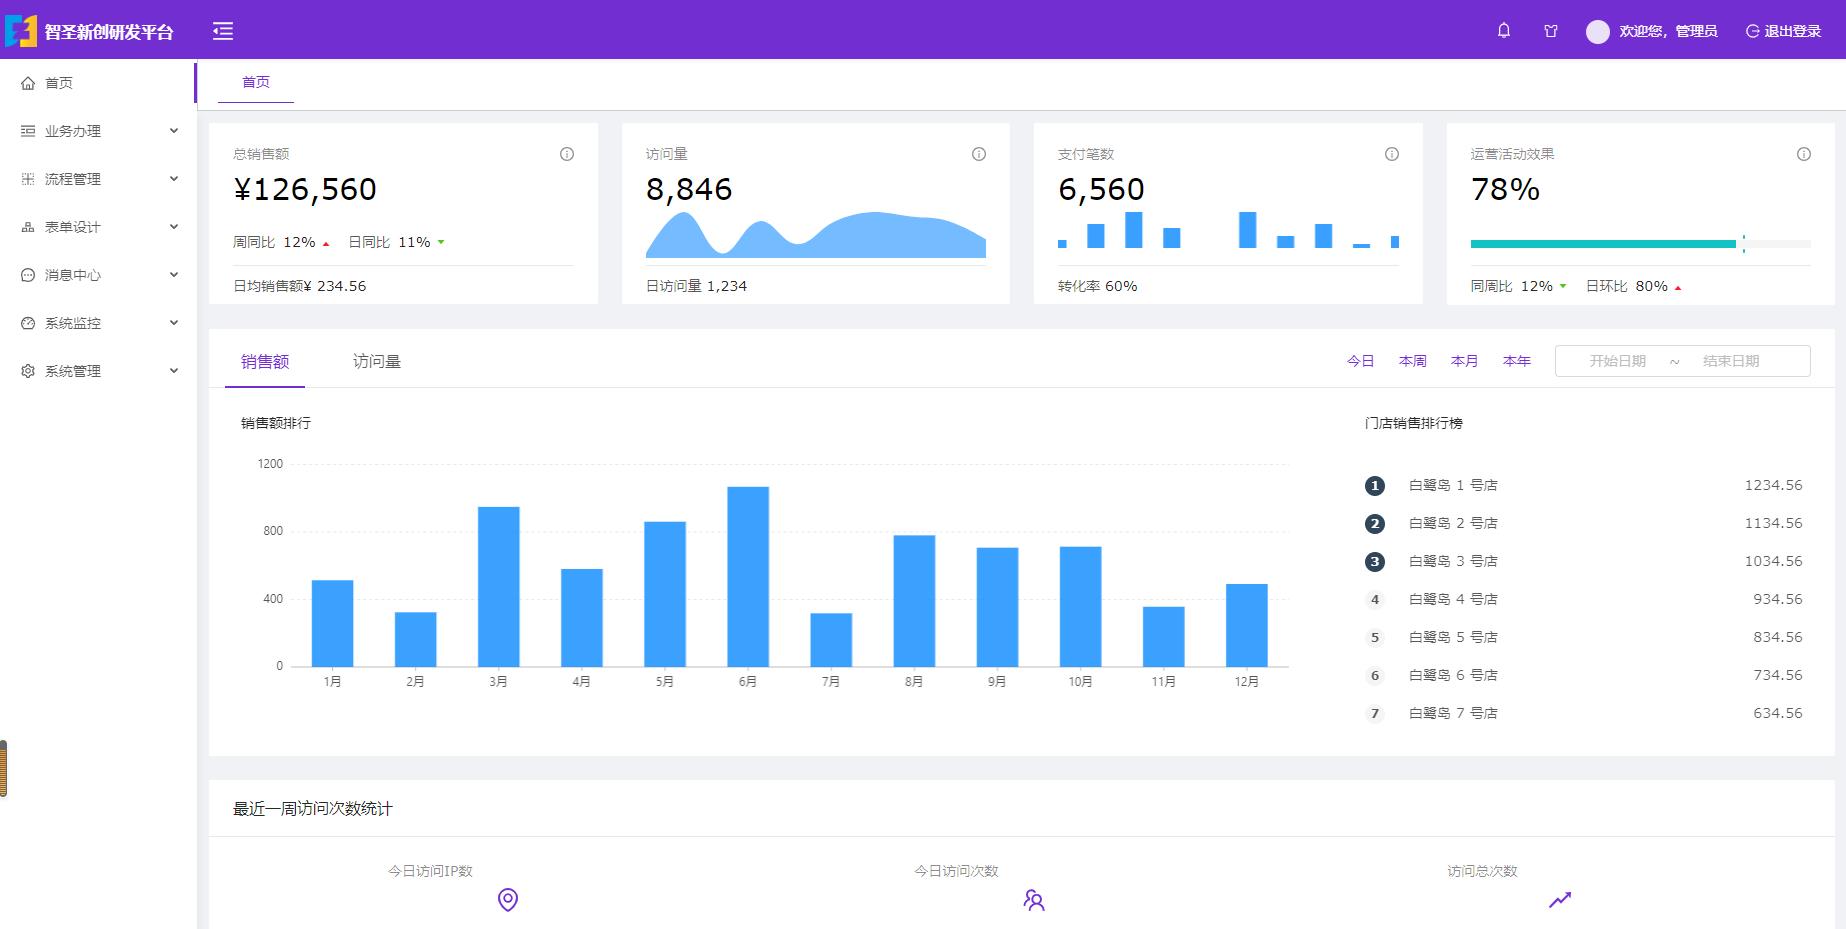 智圣新创研发平台
欢迎您，管理员
退出登录
首页
业务办理
流程管理
表单设计
消息中心
系统监控
系统管理
首页
总销售额
¥126,560
周同比 12% 日同比 11%
日均销售额¥ 234.56
访问量
8,846
日访问量 1,234
支付笔数
6,560
转化率 60%
运营活动效果
78%
同周比 12% 日环比 80%
销售额 访问量
今日 本周 本月 本年 开始日期 ~ 结束日期
销售额排行
1200
800
400
0
1月 2月 3月 4月 5月 6月 7月 8月 9月 10月 11月 12月
门店销售排行榜
1 白鹭岛 1 号店 1234.56
2 白鹭岛 2 号店 1134.56
3 白鹭岛 3 号店 1034.56
4 白鹭岛 4 号店 934.56
5 白鹭岛 5 号店 834.56
6 白鹭岛 6 号店 734.56
7 白鹭岛 7 号店 634.56
最近一周访问次数统计
今日访问IP数 今日访问次数 访问总次数